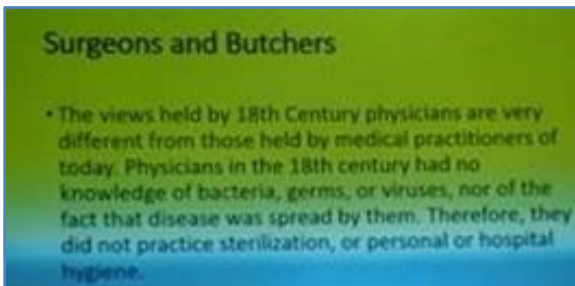 Surgeons and Butchers
• The views held by 18th Century physicians are very
different from those held by medical practitioners of
today. Physicians in the 18th century had no
knowledge of bacteria, germs, or viruses, nor of the
fact that disease was spread by them. Therefore, they
did not practice sterilization, or personal or hospital
hygiene.